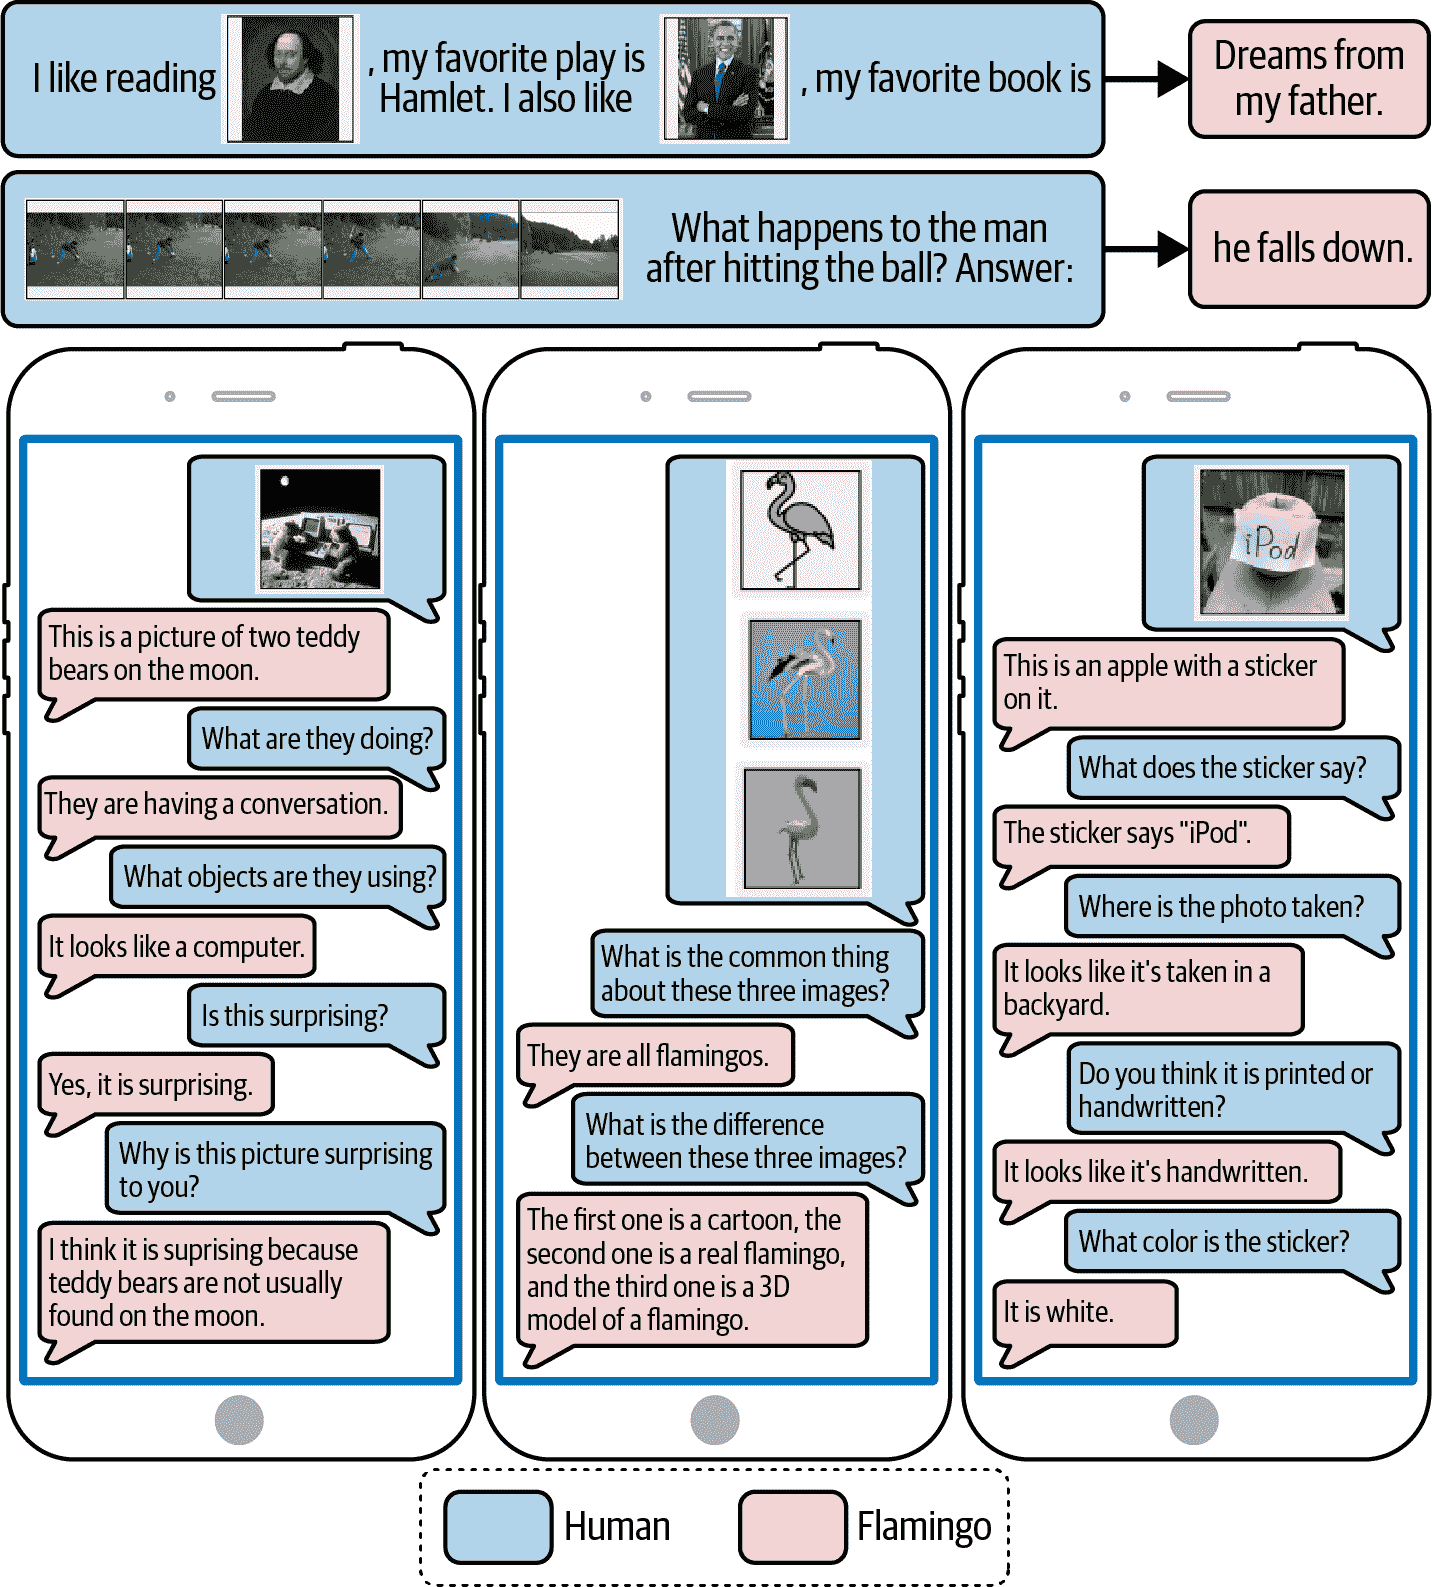 I like reading
, my favorite play is
Hamlet. I also like
, my favorite book is
Dreams from
my father.
What happens to the man
after hitting the ball? Answer:
he falls down.
This is a picture of two teddy
bears on the moon.
What are they doing?
They are having a conversation.
What objects are they using?
It looks like a computer.
Is this surprising?
Yes, it is surprising.
Why is this picture surprising
to you?
I think it is suprising because
teddy bears are not usually
found on the moon.
What is the common thing
about these three images?
They are all flamingos.
What is the difference
between these three images?
The first one is a cartoon, the
second one is a real flamingo,
and the third one is a 3D
model of a flamingo.
iPod
This is an apple with a sticker
on it.
What does the sticker say?
The sticker says "iPod".
Where is the photo taken?
It looks like it's taken in a
backyard.
Do you think it is printed or
handwritten?
It looks like it's handwritten.
What color is the sticker?
It is white.
Human
Flamingo